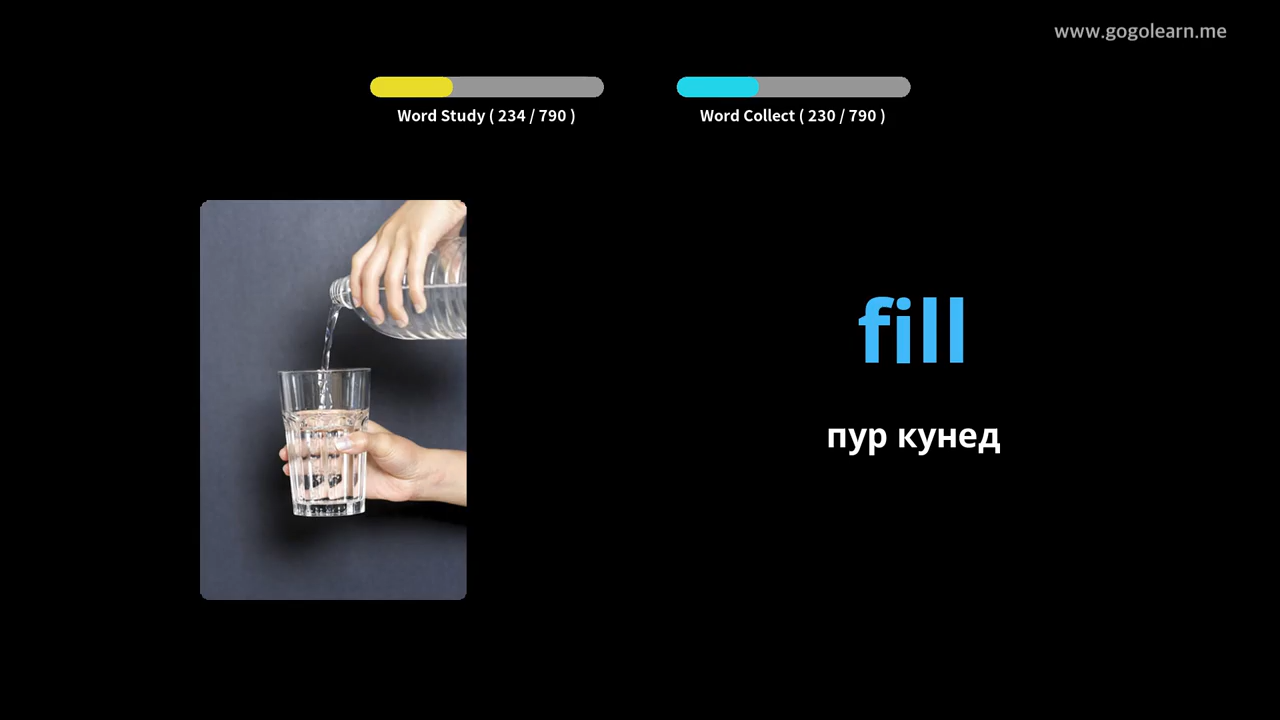 www.gogolearn.me
Word Study ( 234 / 790 )
Word Collect ( 230 / 790 )
fill
пур кунед